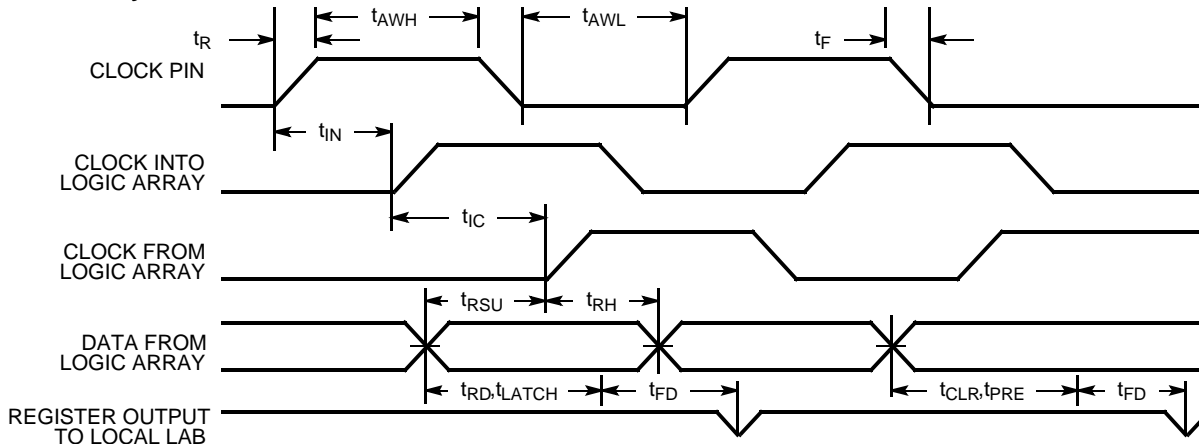 tAWH
tAWL
tR
tF
CLOCK PIN
tIN
CLOCK INTO
LOGIC ARRAY
tIC
CLOCK FROM
LOGIC ARRAY
tRSU
tRH
DATA FROM
LOGIC ARRAY
tRD,tLATCH
tFD
tCLR,tPRE
tFD
REGISTER OUTPUT
TO LOCAL LAB